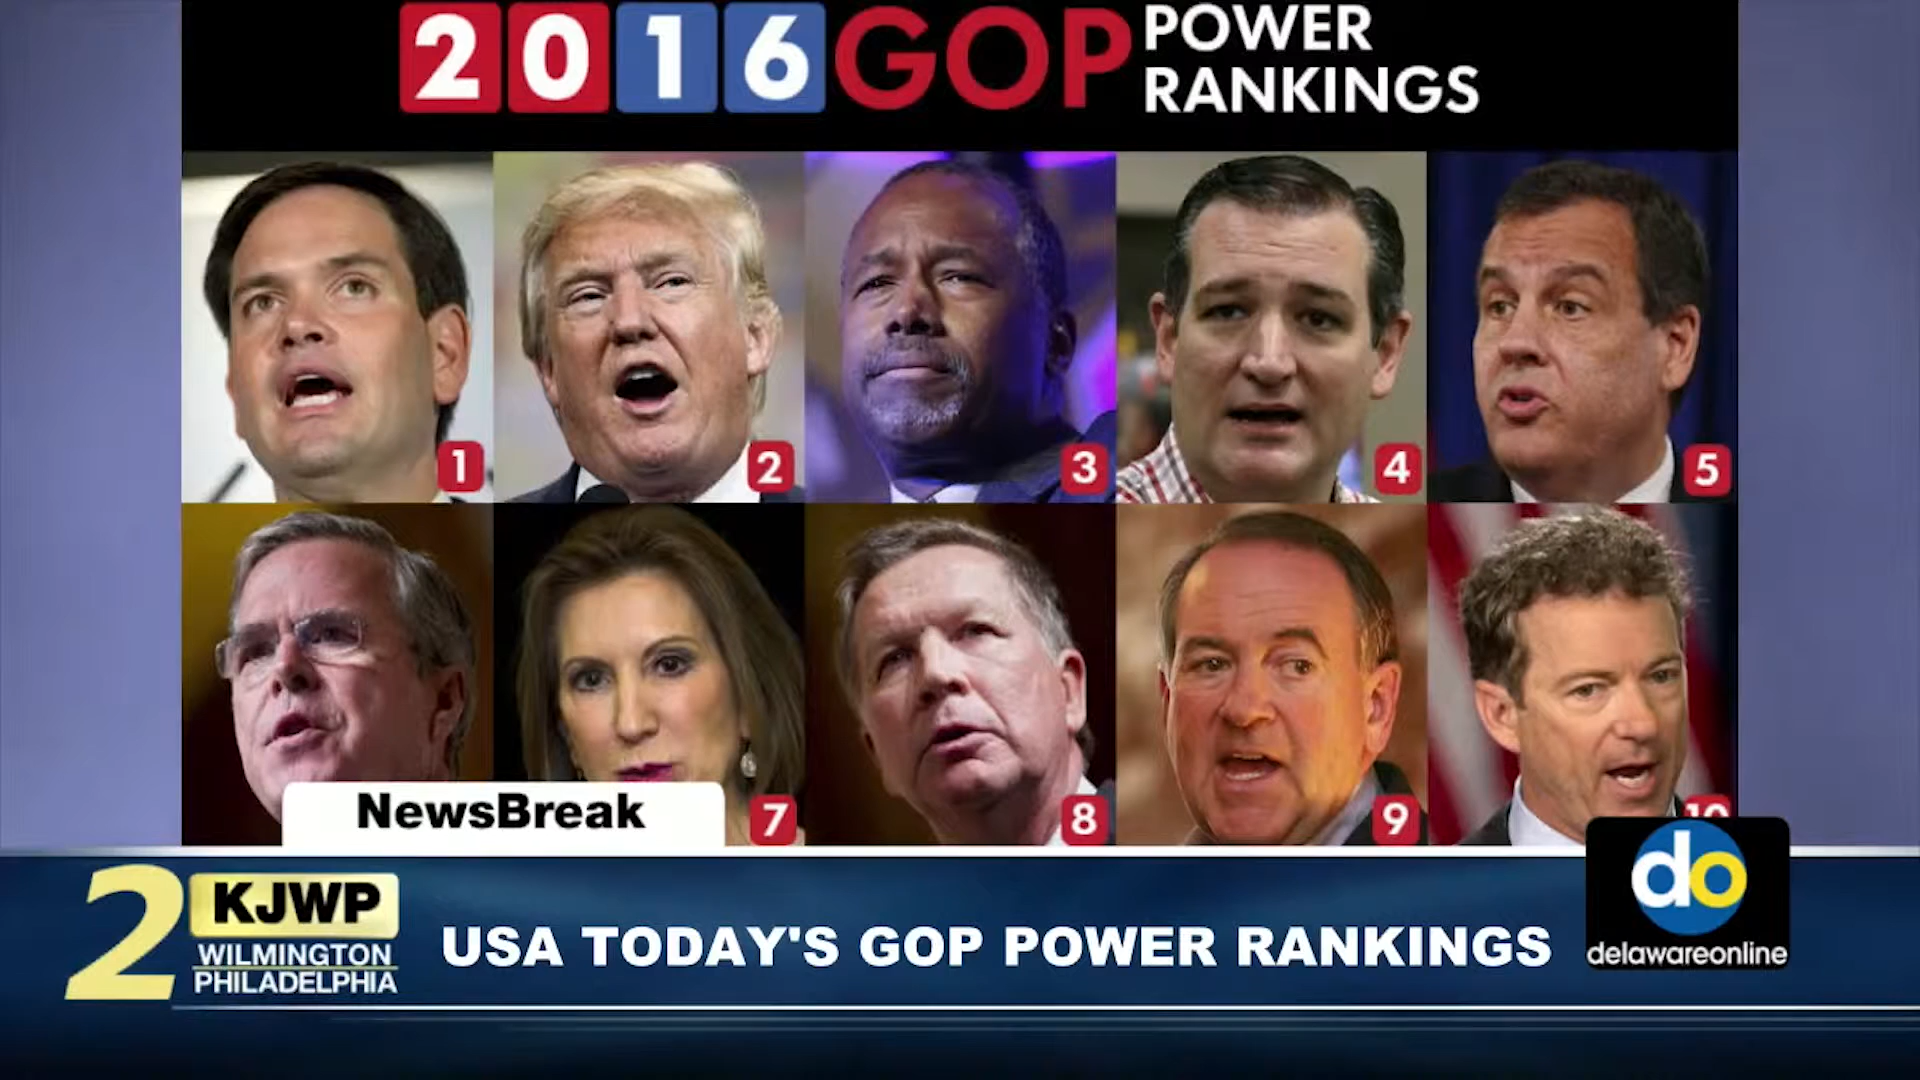 2016 GOP POWER
RANKINGS
1
2
3
4
5
7
8
9
10
NewsBreak
2 KJWP
WILMINGTON
PHILADELPHIA
USA TODAY'S GOP POWER RANKINGS
do
delawareonline